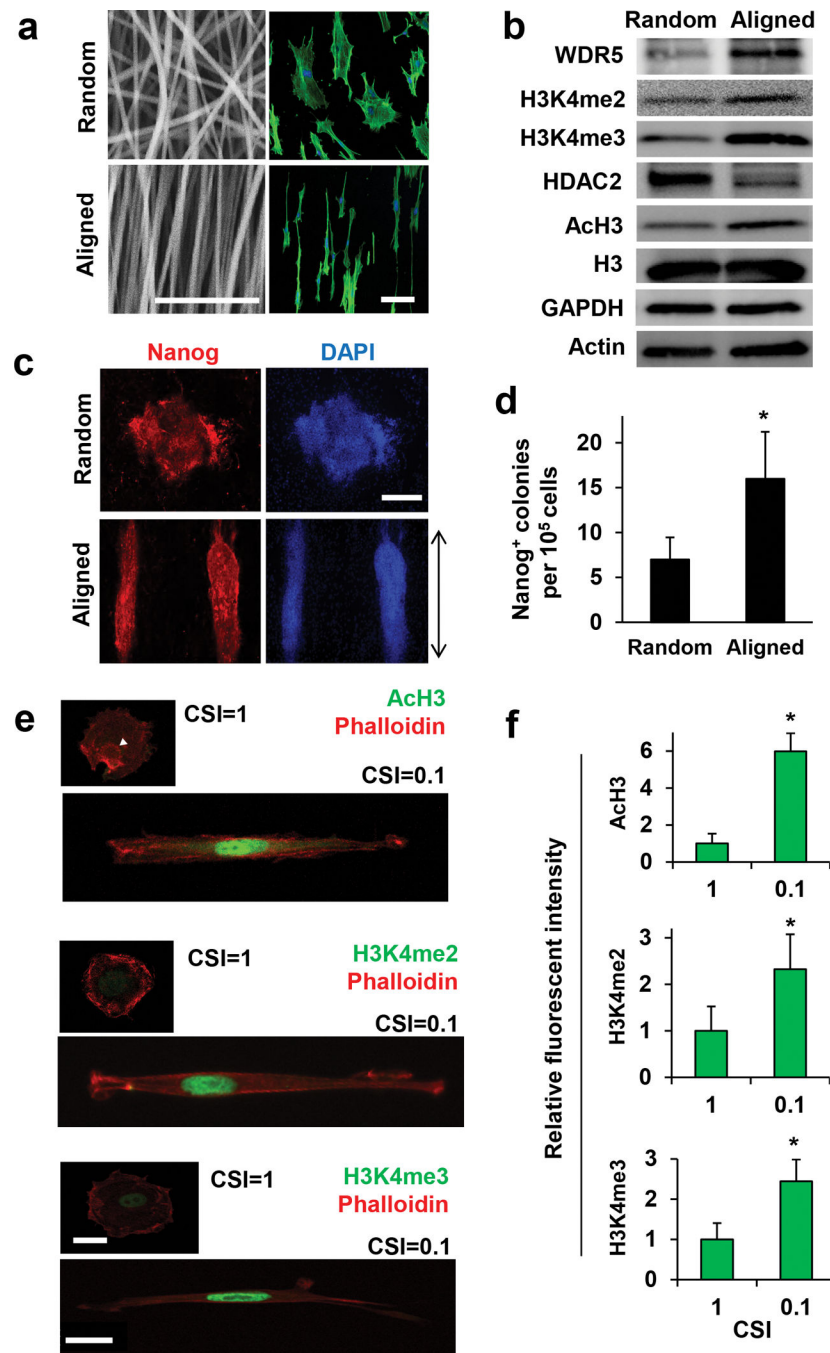 a
Random
Aligned
b
Random Aligned
WDR5
H3K4me2
H3K4me3
HDAC2
AcH3
H3
GAPDH
Actin
c
Nanog DAPI
Random
Aligned
d
*
Nanog⁺ colonies
per 10⁵ cells
20
15
10
5
0
Random Aligned
e
CSI=1
AcH3
Phalloidin
CSI=0.1
CSI=1
H3K4me2
Phalloidin
CSI=0.1
CSI=1
H3K4me3
Phalloidin
CSI=0.1
f
Relative fluorescent intensity
*
AcH3
6
4
2
0
1 0.1
*
H3K4me2
3
2
1
0
1 0.1
*
H3K4me3
3
2
1
0
1 0.1
CSI